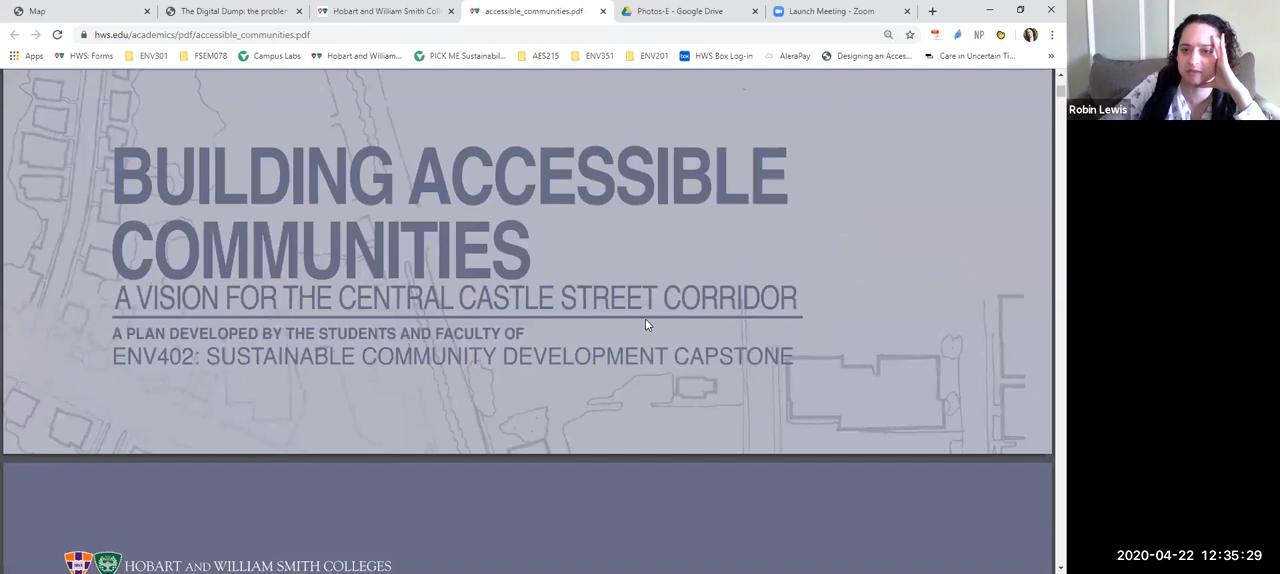 Map
The Digital Dump: the proble
Hobart and William Smith Coll
accessible_communities.pdf
Photos-E - Google Drive
Launch Meeting - Zoom
hws.edu/academics/pdf/accessible_communities.pdf
NP
Apps
HWS: Forms
ENV301
FSEM078
Campus Labs
Hobart and William...
PICK ME Sustainabil...
AES215
ENV351
ENV201
box
HWS Box Log-in
AleraPay
Designing an Acces...
Care in Uncertain Ti...
Robin Lewis
BUILDING ACCESSIBLE
COMMUNITIES
A VISION FOR THE CENTRAL CASTLE STREET CORRIDOR
A PLAN DEVELOPED BY THE STUDENTS AND FACULTY OF
ENV402: SUSTAINABLE COMMUNITY DEVELOPMENT CAPSTONE
HOBART AND WILLIAM SMITH COLLEGES
2020-04-22 12:35:29